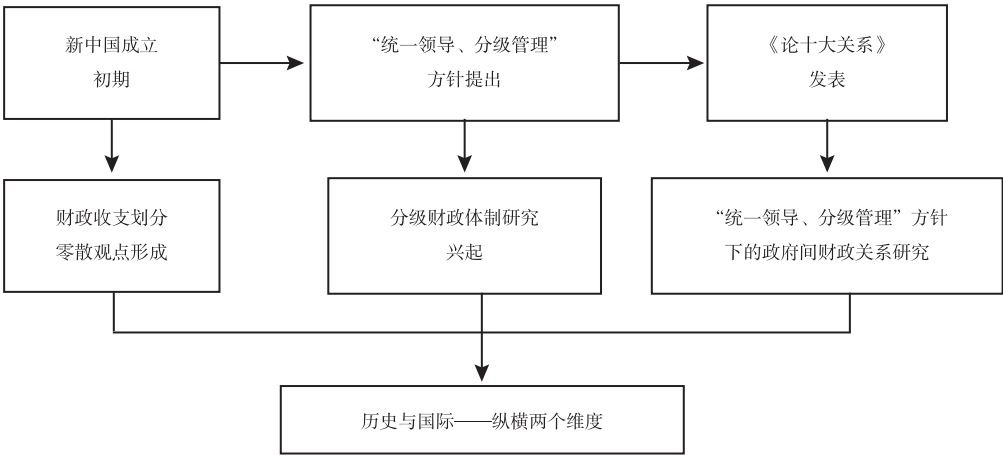 新中国成立
初期
“统一领导、分级管理”
方针提出
《论十大关系》
发表
财政收支划分
零散观点形成
分级财政体制研究
兴起
“统一领导、分级管理”方针
下的政府间财政关系研究
历史与国际——纵横两个维度